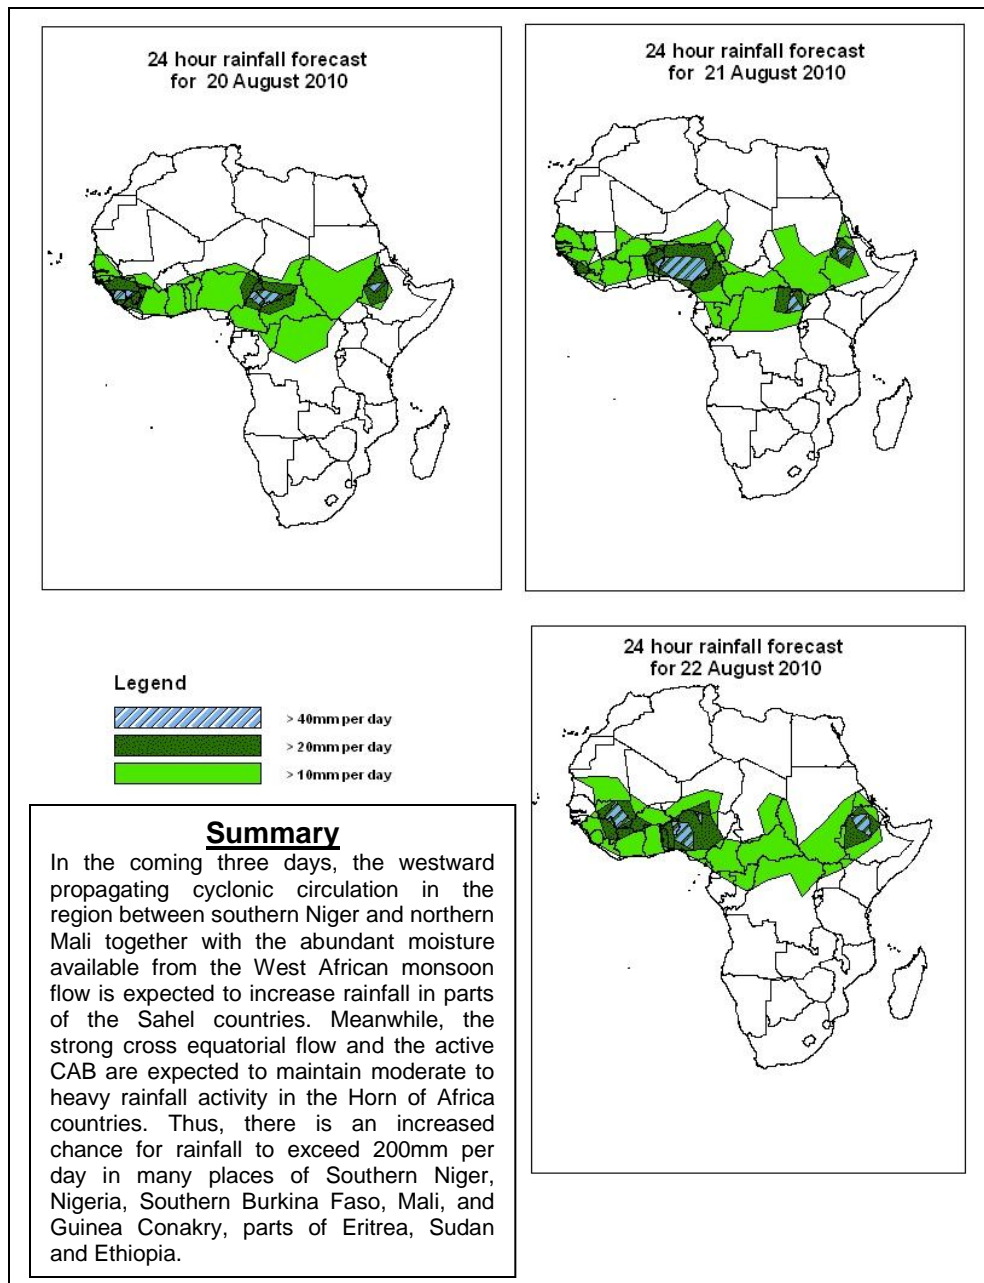 24 hour rainfall forecast
for 20 August 2010
24 hour rainfall forecast
for 21 August 2010
24 hour rainfall forecast
for 22 August 2010
Legend
> 40mm per day
> 20mm per day
> 10mm per day
Summary
In the coming three days, the westward
propagating cyclonic circulation in the
region between southern Niger and northern
Mali together with the abundant moisture
available from the West African monsoon
flow is expected to increase rainfall in parts
of the Sahel countries. Meanwhile, the
strong cross equatorial flow and the active
CAB are expected to maintain moderate to
heavy rainfall activity in the Horn of Africa
countries. Thus, there is an increased
chance for rainfall to exceed 200mm per
day in many places of Southern Niger,
Nigeria, Southern Burkina Faso, Mali, and
Guinea Conakry, parts of Eritrea, Sudan
and Ethiopia.